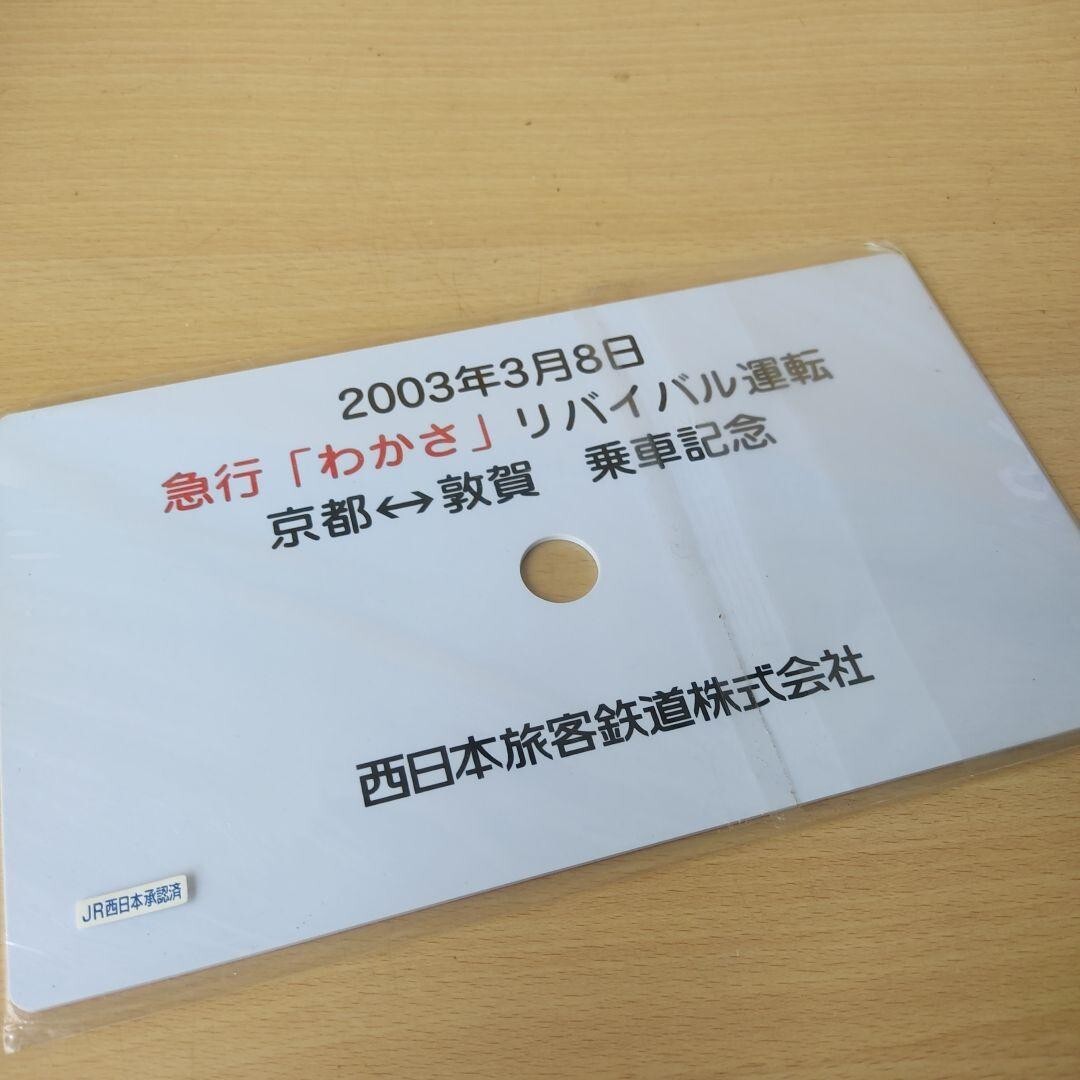 2003年3月8日
急行「わかさ」リバイバル運転
京都↔敦賀　乗車記念
西日本旅客鉄道株式会社
JR西日本承認済